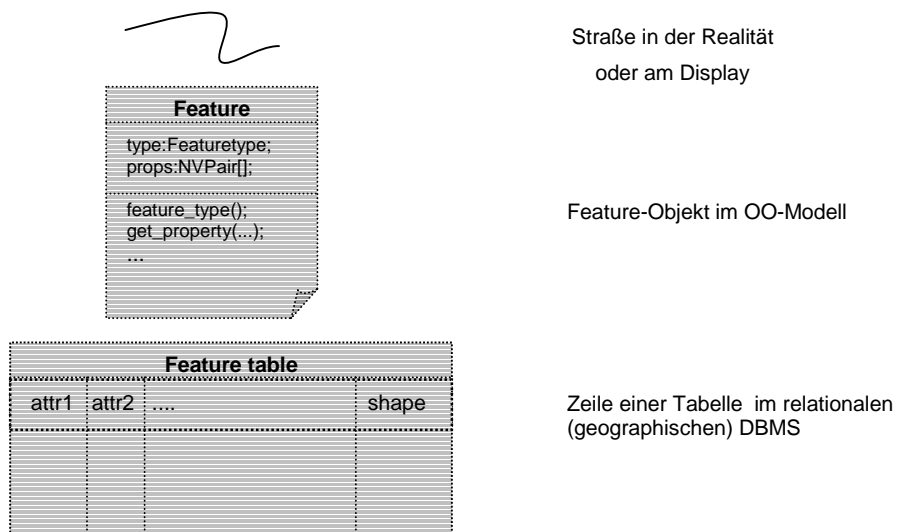 Straße in der Realität
oder am Display
Feature
type:Featuretype;
props:NVPair[];
feature_type();
get_property(...);
...
Feature-Objekt im OO-Modell
Feature table
attr1 attr2 .... shape
Zeile einer Tabelle im relationalen
(geographischen) DBMS